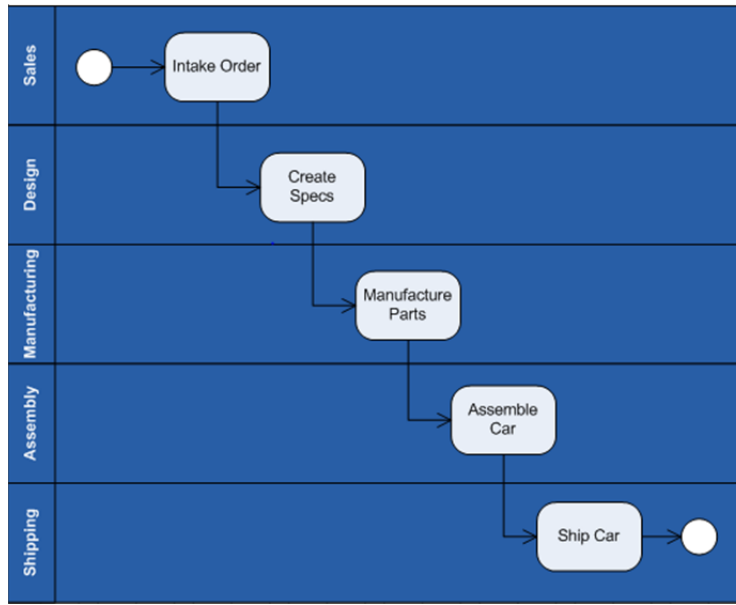 Sales
Intake Order
Design
Create
Specs
Manufacturing
Manufacture
Parts
Assembly
Assemble
Car
Shipping
Ship Car